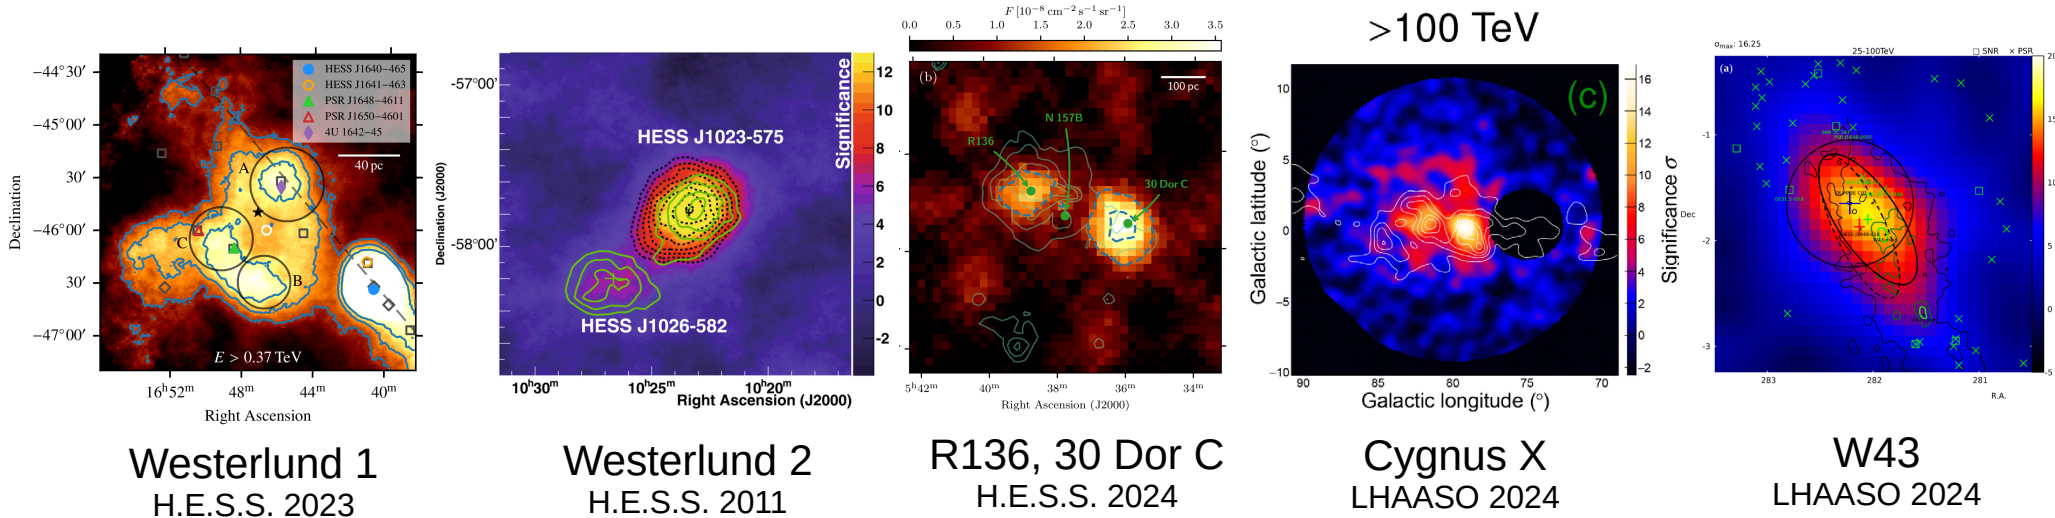 −44°30′
−45°00′
30′
−46°00′
30′
−47°00′
Declination
HESS J1640−465
HESS J1641−463
PSR J1648−4611
PSR J1650−4601
4U 1642−45
40 pc
A
C
B
E > 0.37 TeV
16ʰ52ᵐ 48ᵐ 44ᵐ 40ᵐ
Right Ascension
Westerlund 1
H.E.S.S. 2023
-57°00'
-58°00'
Declination (J2000)
HESS J1023-575
HESS J1026-582
Significance
12
10
8
6
4
2
0
-2
10ʰ30ᵐ 10ʰ25ᵐ 10ʰ20ᵐ
Right Ascension (J2000)
Westerlund 2
H.E.S.S. 2011
F [10⁻⁸ cm⁻² s⁻¹ sr⁻¹]
0.0 0.5 1.0 1.5 2.0 2.5 3.0 3.5
(b)
100 pc
N 157B
R136
30 Dor C
5ʰ42ᵐ 40ᵐ 38ᵐ 36ᵐ 34ᵐ
Right Ascension (J2000)
R136, 30 Dor C
H.E.S.S. 2024
>100 TeV
(c)
10
5
0
−5
−10
Galactic latitude (°)
90 85 80 75 70
Galactic longitude (°)
16
14
12
10
8
6
4
2
0
−2
Significance σ
Cygnus X
LHAASO 2024
σmax: 16.25
25-100TeV
□ SNR × PSR
(a)
Dec
-1
-2
-3
283 282 281
R.A.
20
15
10
5
0
-5
W43
LHAASO 2024